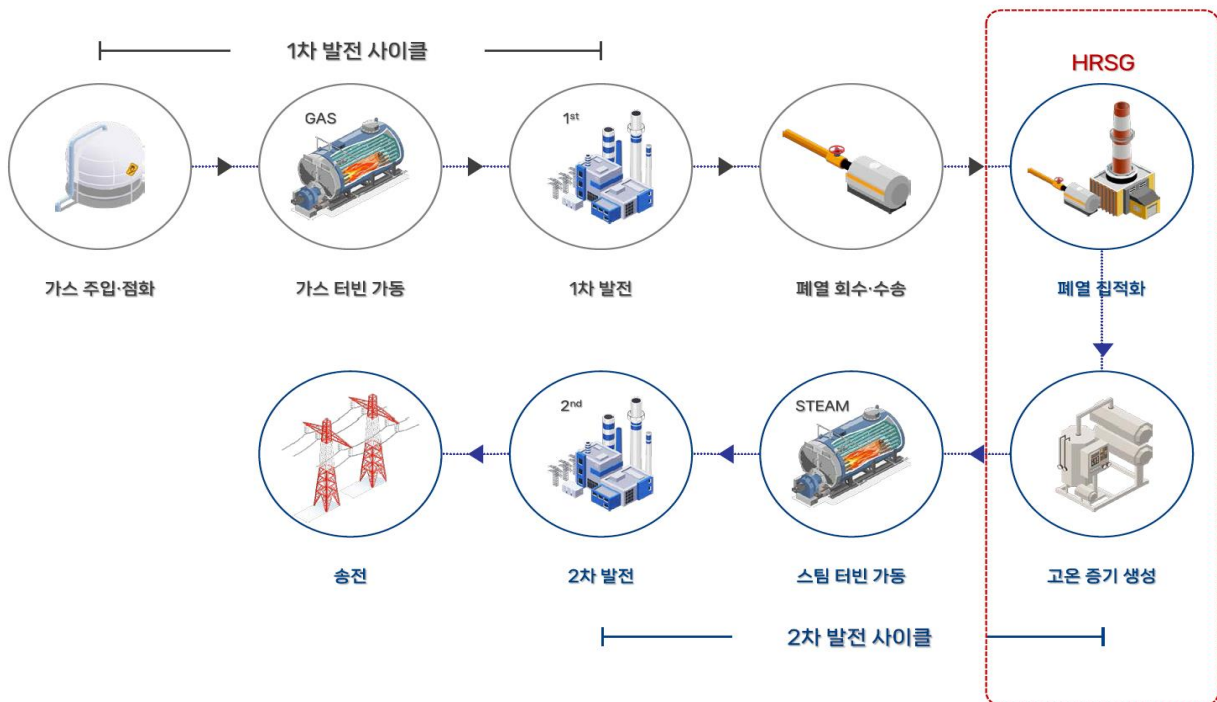 1차 발전 사이클
HRSG
GAS
1st
가스 주입·점화
가스 터빈 가동
1차 발전
폐열 회수·수송
폐열 집적화
2nd
STEAM
송전
2차 발전
스팀 터빈 가동
고온 증기 생성
2차 발전 사이클